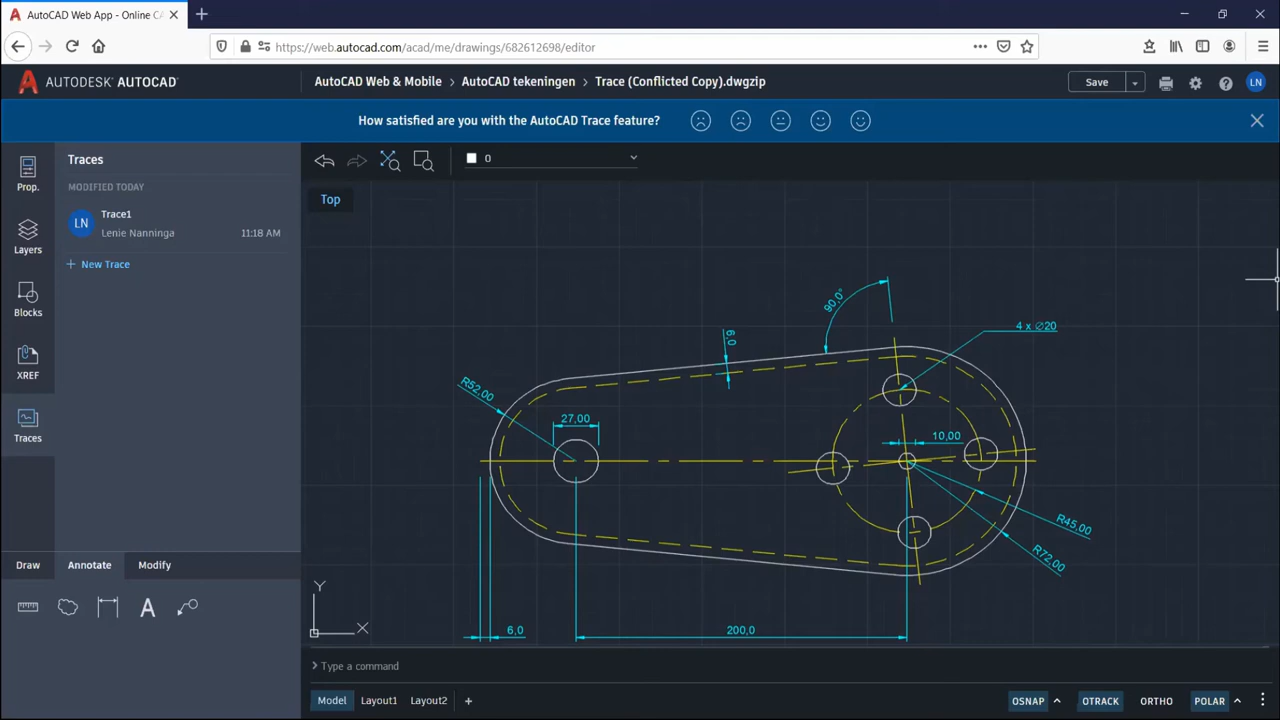 AutoCAD Web App - Online CA
https://web.autocad.com/acad/me/drawings/682612698/editor
AUTODESK® AUTOCAD®
AutoCAD Web & Mobile > AutoCAD tekeningen > Trace (Conflicted Copy).dwgzip
Save
LN
How satisfied are you with the AutoCAD Trace feature?
Prop.
Layers
Blocks
XREF
Traces
Traces
MODIFIED TODAY
LN
Trace1
Lenie Nanninga
11:18 AM
+ New Trace
0
Top
90,0°
6,0
4 x ∅20
R52,00
27,00
10,00
R45,00
R72,00
6,0
200,0
Y
X
Draw
Annotate
Modify
A
Type a command
Model
Layout1
Layout2
+
OSNAP
OTRACK
ORTHO
POLAR